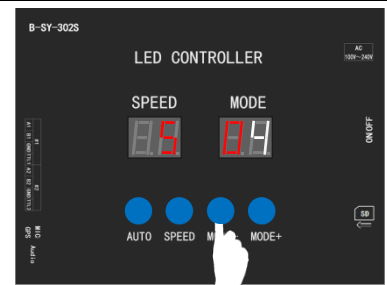 B-SY-302S
LED CONTROLLER
AC
100V~240V
SPEED
MODE
5
04
ON OFF
SD
AUTO
SPEED
MODE+
MIC
GPS
Audio